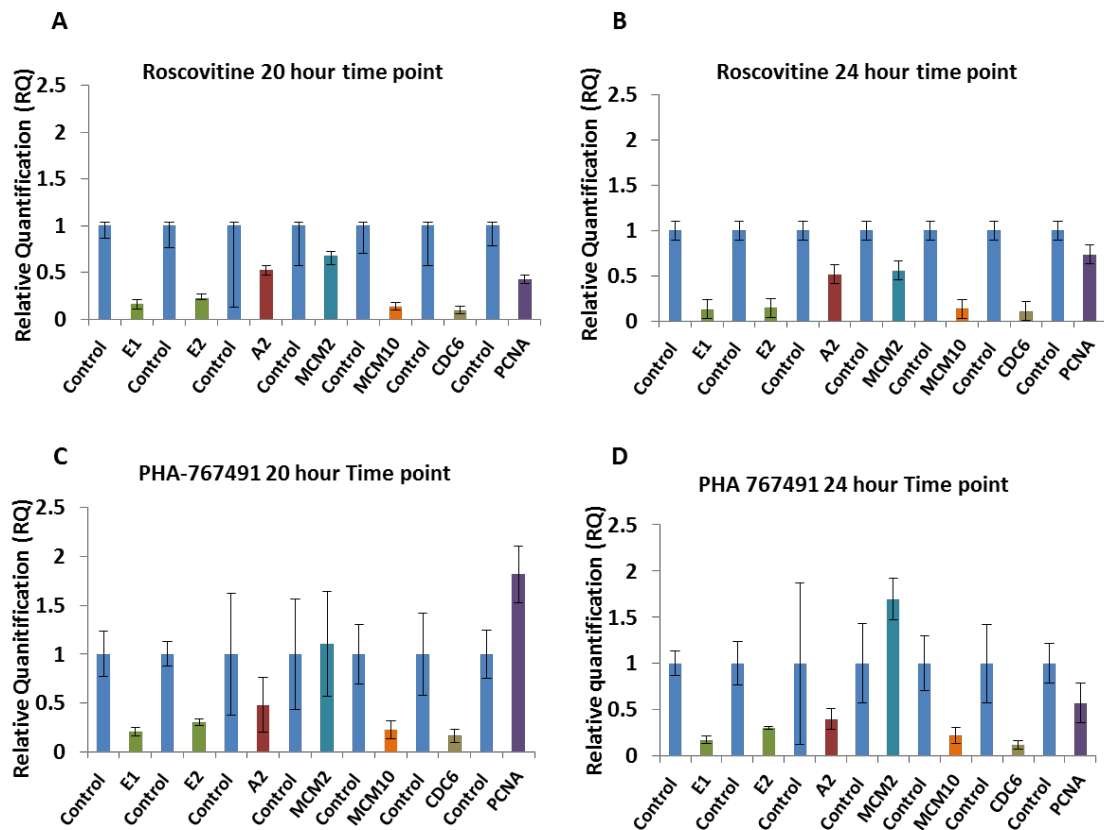 A
Roscovitine 20 hour time point
Relative Quantification (RQ)
2.5
2
1.5
1
0.5
0
Control E1 Control E2 Control A2 Control MCM2 Control MCM10 Control CDC6 Control PCNA
B
Roscovitine 24 hour time point
Relative Quantification (RQ)
2.5
2
1.5
1
0.5
0
Control E1 Control E2 Control A2 Control MCM2 Control MCM10 Control CDC6 Control PCNA
C
PHA-767491 20 hour Time point
Relative Quanitification (RQ)
2.5
2
1.5
1
0.5
0
Control E1 Control E2 Control A2 Control MCM2 Control MCM10 Control CDC6 Control PCNA
D
PHA 767491 24 hour Time point
Relative quantification (RQ)
2.5
2
1.5
1
0.5
0
Control E1 Control E2 Control A2 Control MCM2 Control MCM10 Control CDC6 Control PCNA